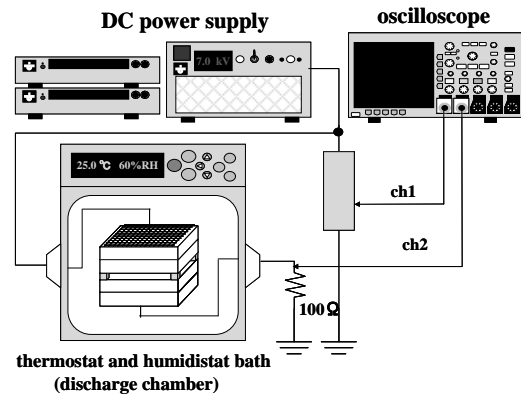 DC power supply
oscilloscope
7.0 kV
25.0 ℃ 60%RH
ch1
ch2
100Ω
thermostat and humidistat bath
(discharge chamber)